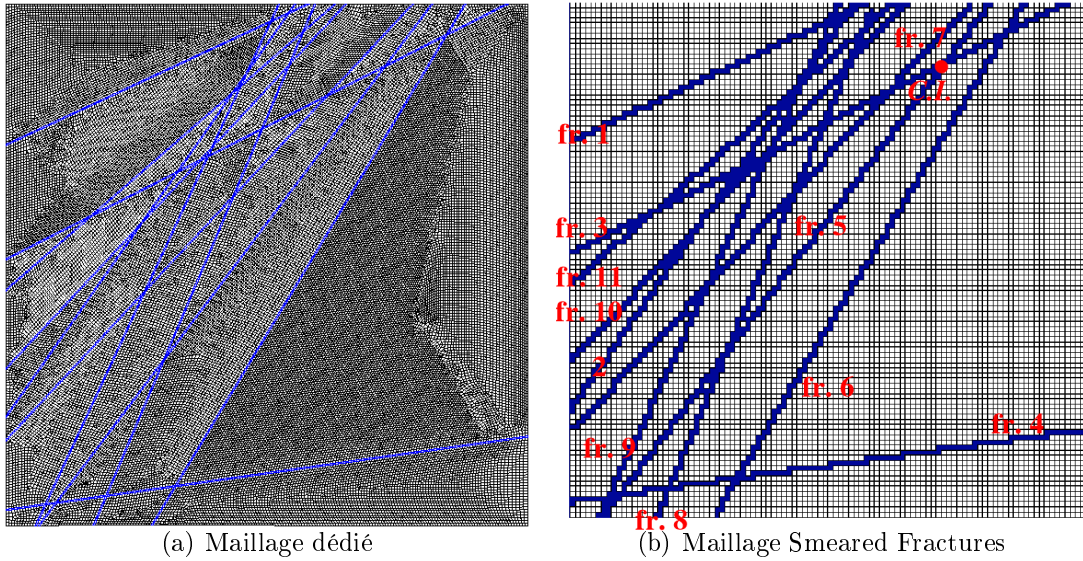 fr. 7
C.I.
fr. 1
fr. 3
fr. 5
fr. 11
fr. 10
2
fr. 6
fr. 4
fr. 9
fr. 8
(a) Maillage dédié
(b) Maillage Smeared Fractures